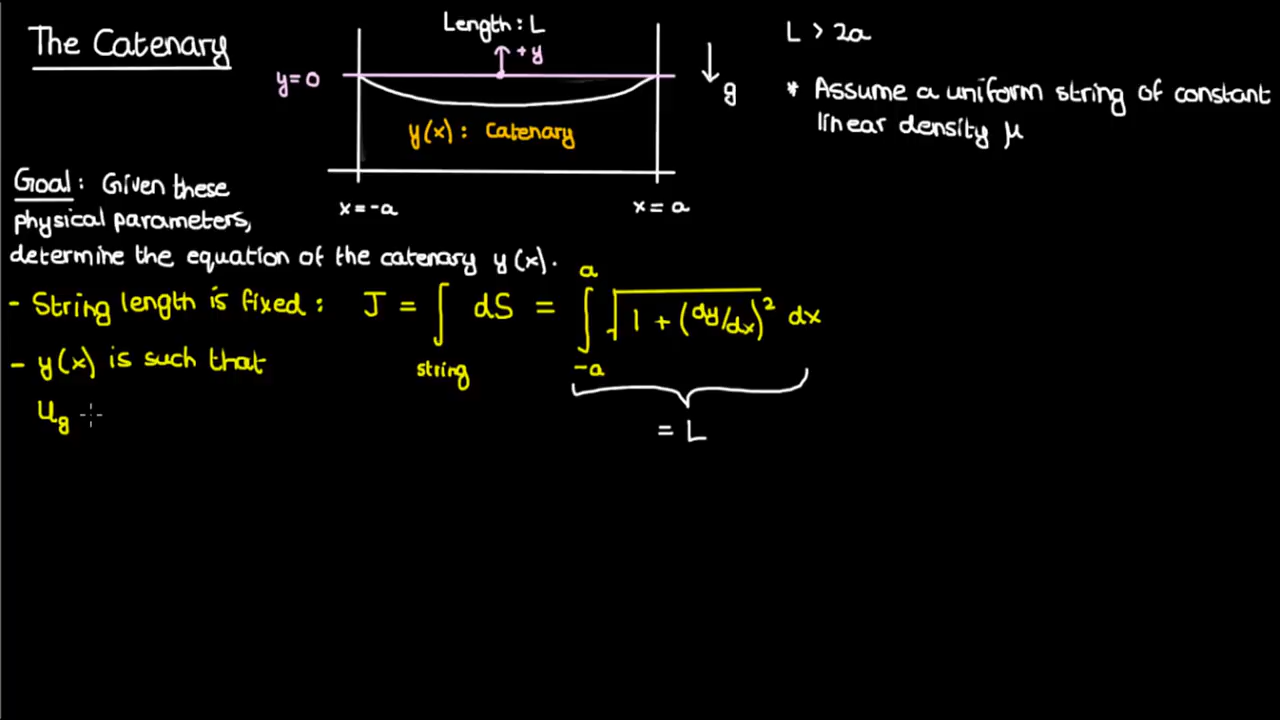 The Catenary
Length: L
+y
y=0
g
y(x): Catenary
x=-a
x=a
L > 2a
* Assume a uniform string of constant
linear density μ
Goal: Given these
physical parameters,
determine the equation of the catenary y(x).
- String length is fixed: J = ∫_string dS = ∫_{-a}^{a} √(1 + (dy/dx)²) dx
= L
- y(x) is such that
U_g